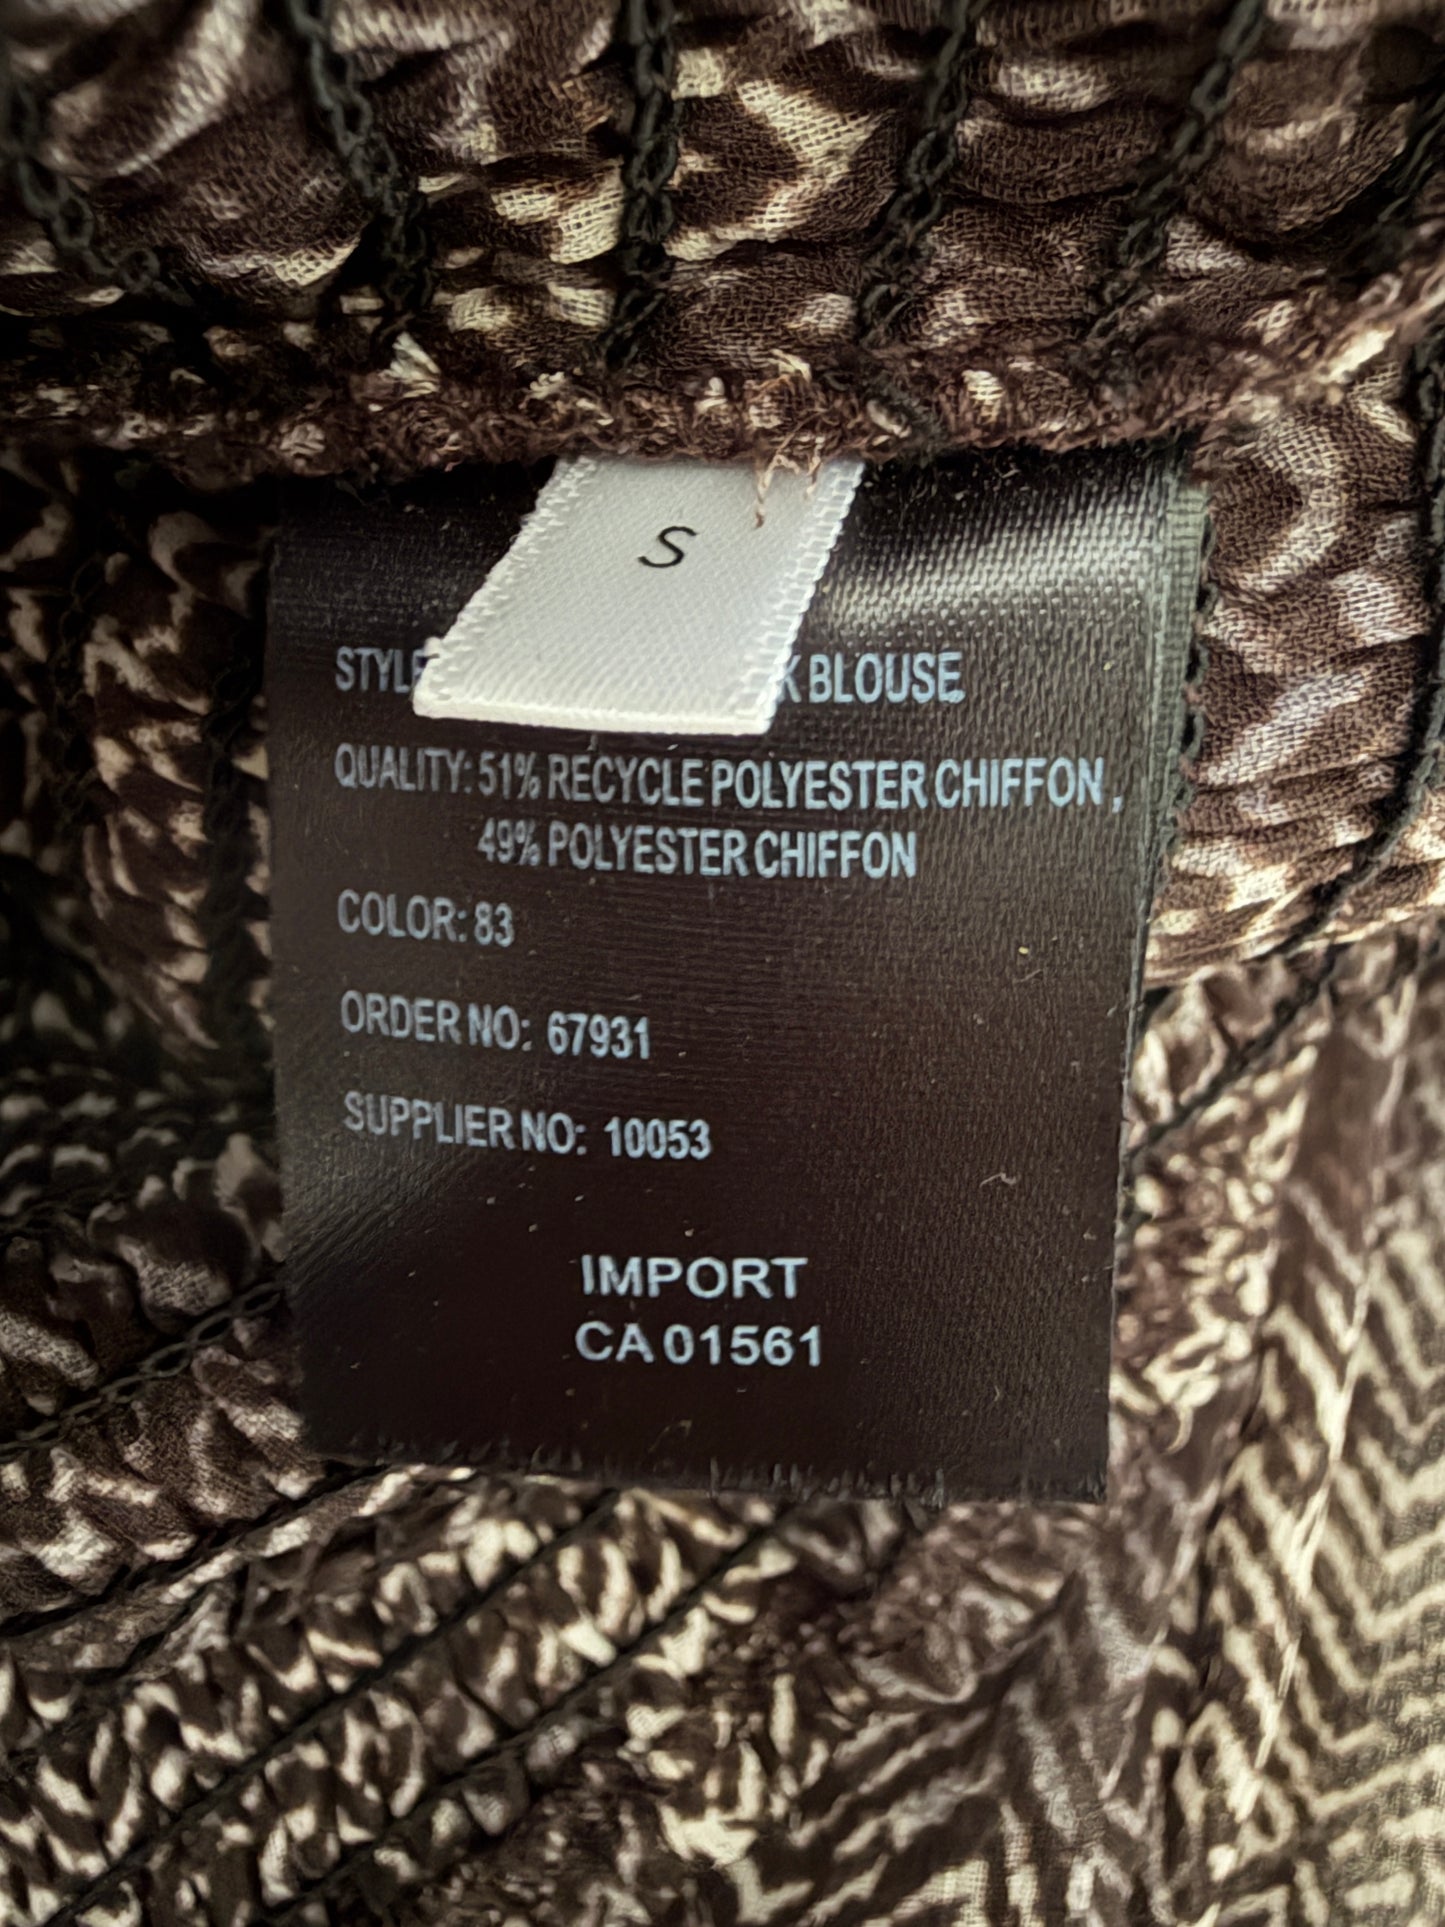 S
STYLE BLOUSE
QUALITY: 51% RECYCLE POLYESTER CHIFFON ,
49% POLYESTER CHIFFON
COLOR: 83
ORDER NO: 67931
SUPPLIER NO: 10053
IMPORT
CA 01561